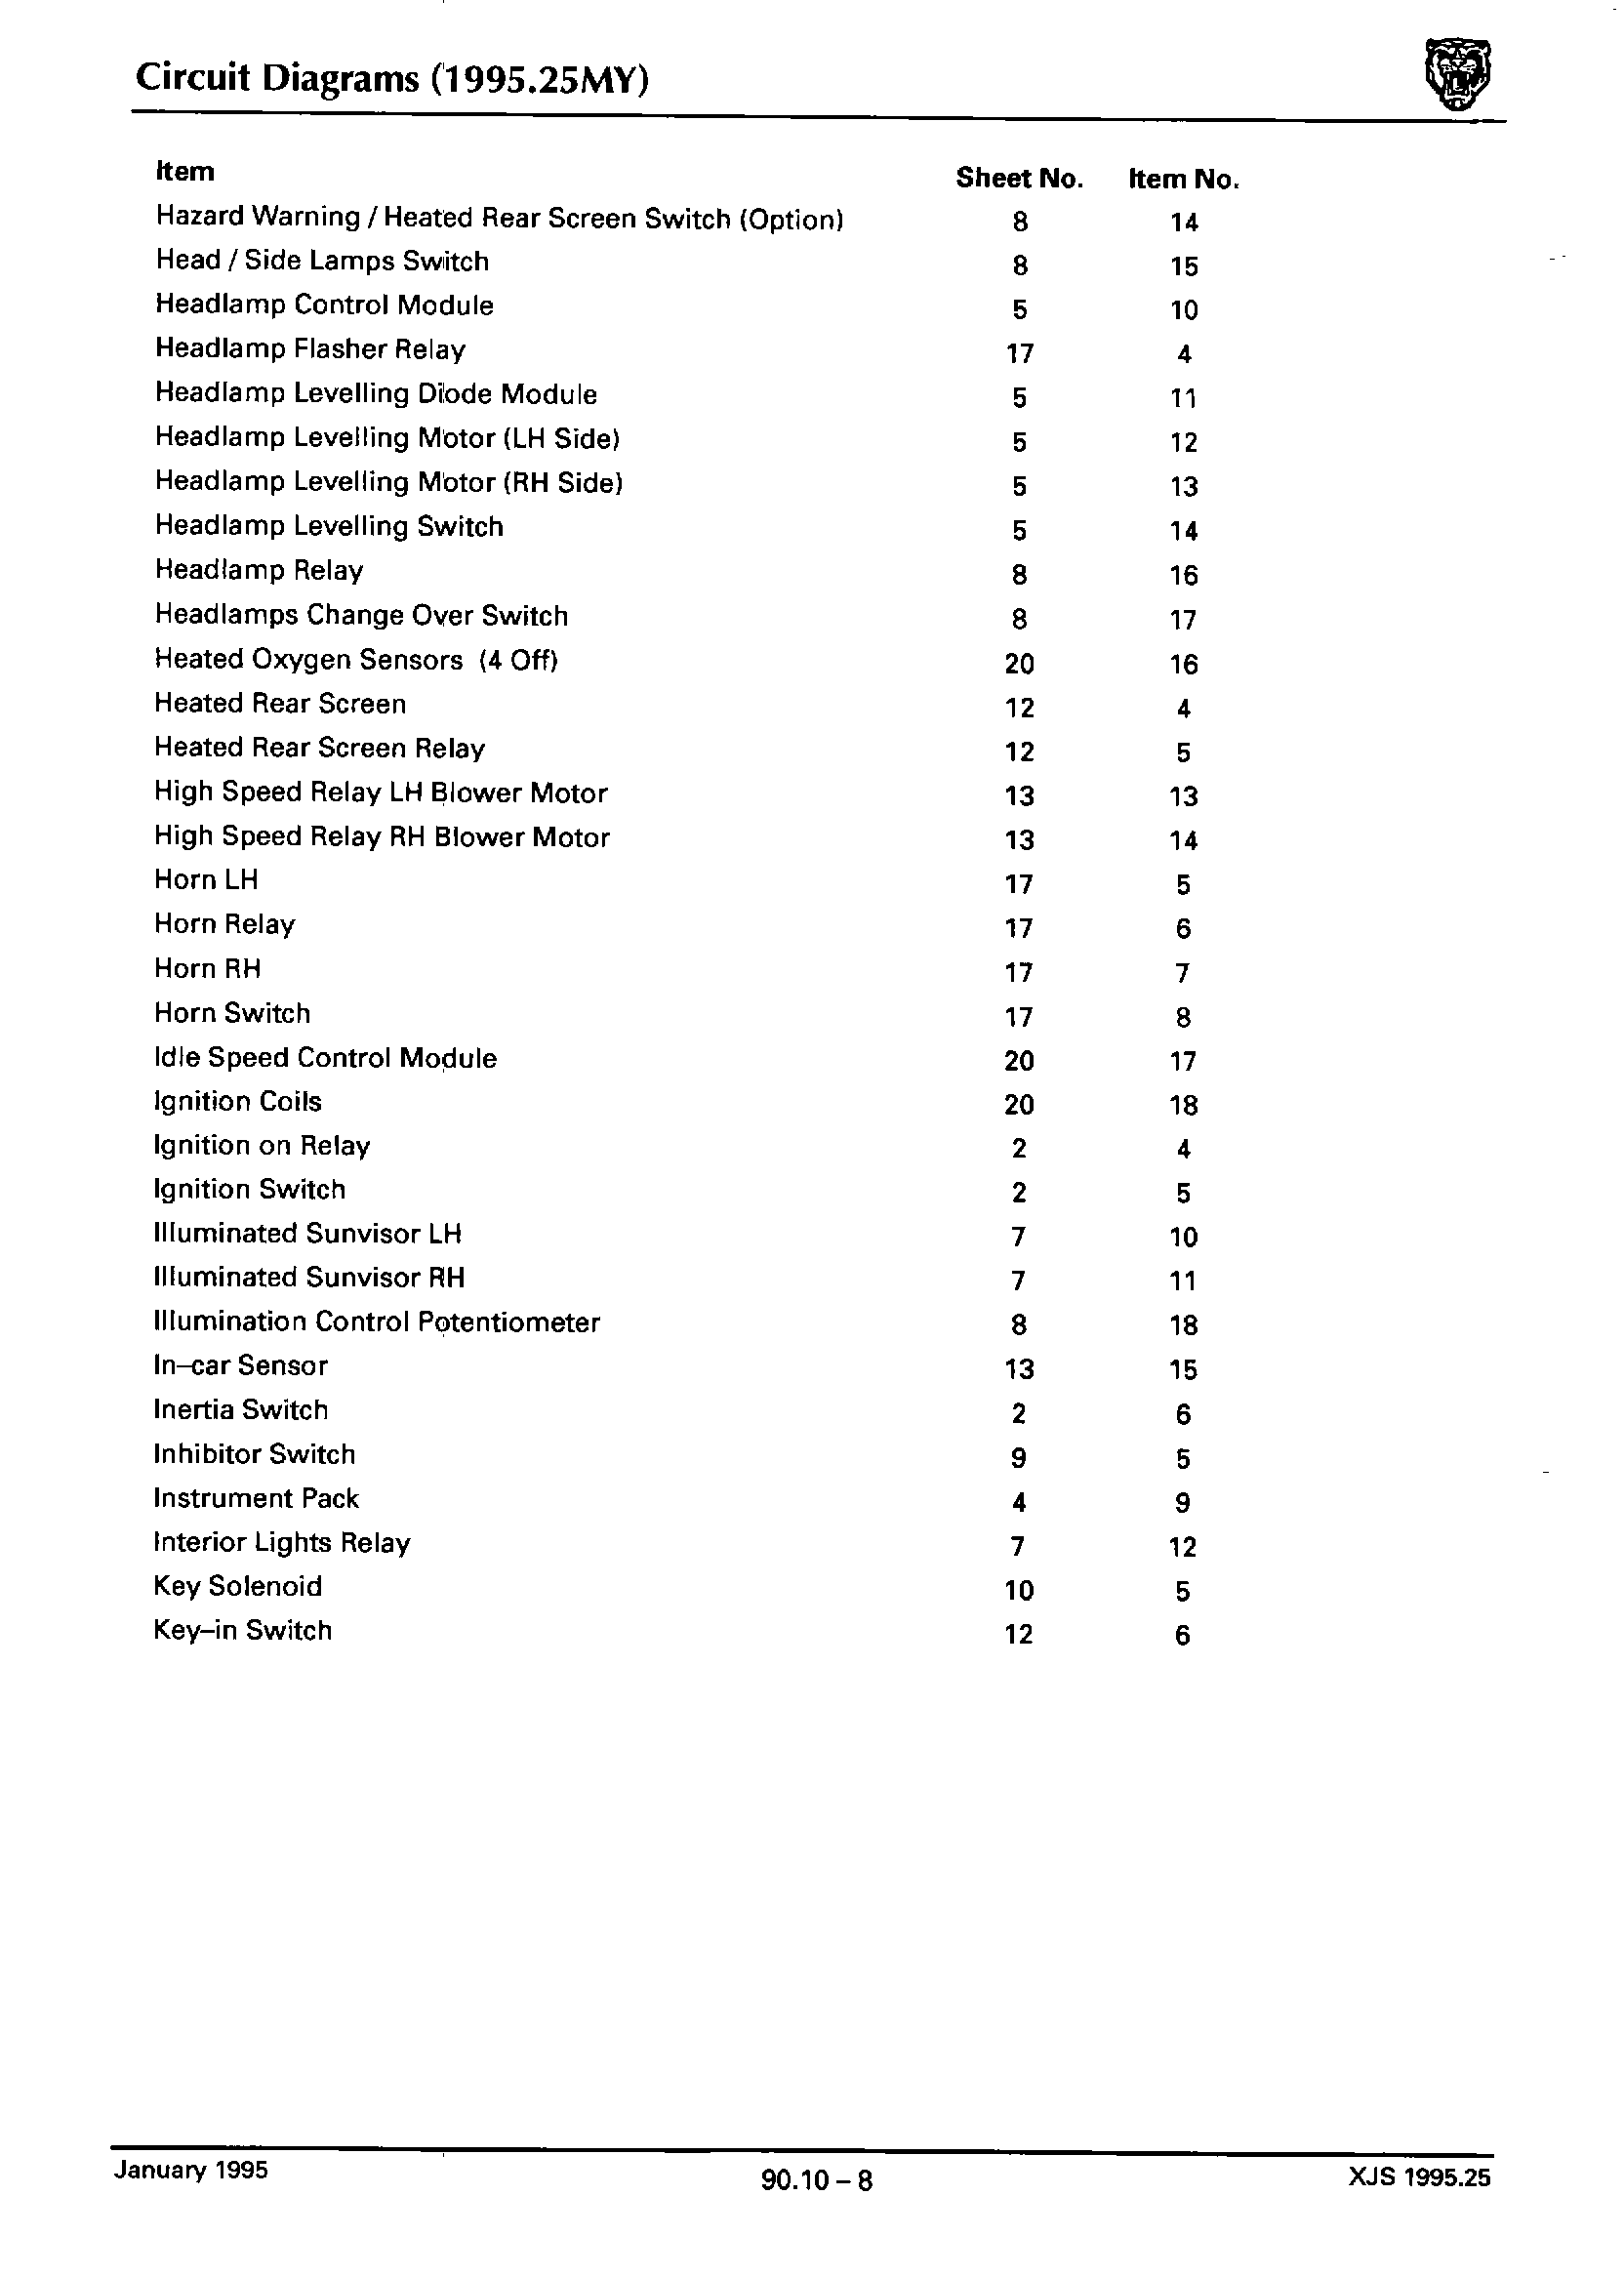 Circuit Diagrams (1995.25MY)
Item Sheet No. Item No.
Hazard Warning / Heated Rear Screen Switch (Option) 8 14
Head / Side Lamps Switch 8 15
Headlamp Control Module 5 10
Headlamp Flasher Relay 17 4
Headlamp Levelling Diode Module 5 11
Headlamp Levelling Motor (LH Side) 5 12
Headlamp Levelling Motor (RH Side) 5 13
Headlamp Levelling Switch 5 14
Headlamp Relay 8 16
Headlamps Change Over Switch 8 17
Heated Oxygen Sensors (4 Off) 20 16
Heated Rear Screen 12 4
Heated Rear Screen Relay 12 5
High Speed Relay LH Blower Motor 13 13
High Speed Relay RH Blower Motor 13 14
Horn LH 17 5
Horn Relay 17 6
Horn RH 17 7
Horn Switch 17 8
Idle Speed Control Module 20 17
Ignition Coils 20 18
Ignition on Relay 2 4
Ignition Switch 2 5
Illuminated Sunvisor LH 7 10
Illuminated Sunvisor RH 7 11
Illumination Control Potentiometer 8 18
In–car Sensor 13 15
Inertia Switch 2 6
Inhibitor Switch 9 5
Instrument Pack 4 9
Interior Lights Relay 7 12
Key Solenoid 10 5
Key–in Switch 12 6
January 1995 90.10 – 8 XJS 1995.25